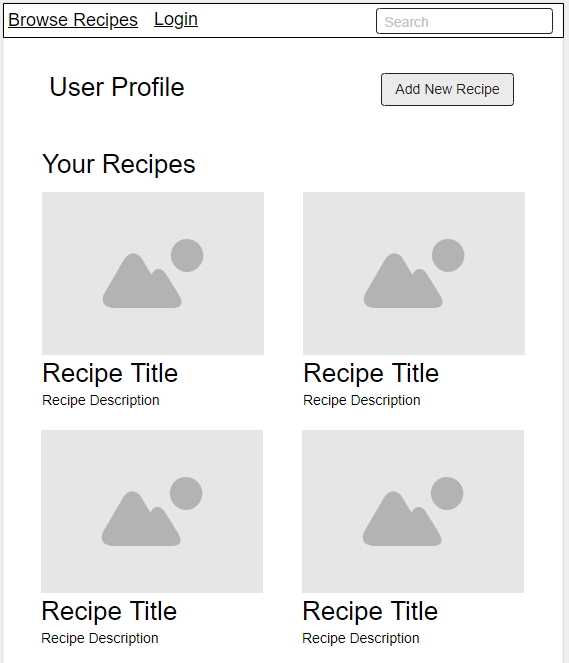 Browse Recipes Login Search
User Profile Add New Recipe
Your Recipes
Recipe Title Recipe Title
Recipe Description Recipe Description
Recipe Title Recipe Title
Recipe Description Recipe Description